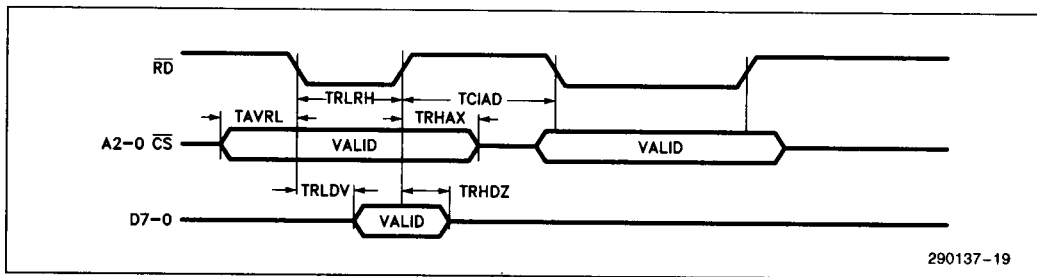 RD
TRLRH
TCIAD
TAVRL
TRHAX
A2-0 CS
VALID
VALID
TRLDV
TRHDZ
D7-0
VALID
290137-19